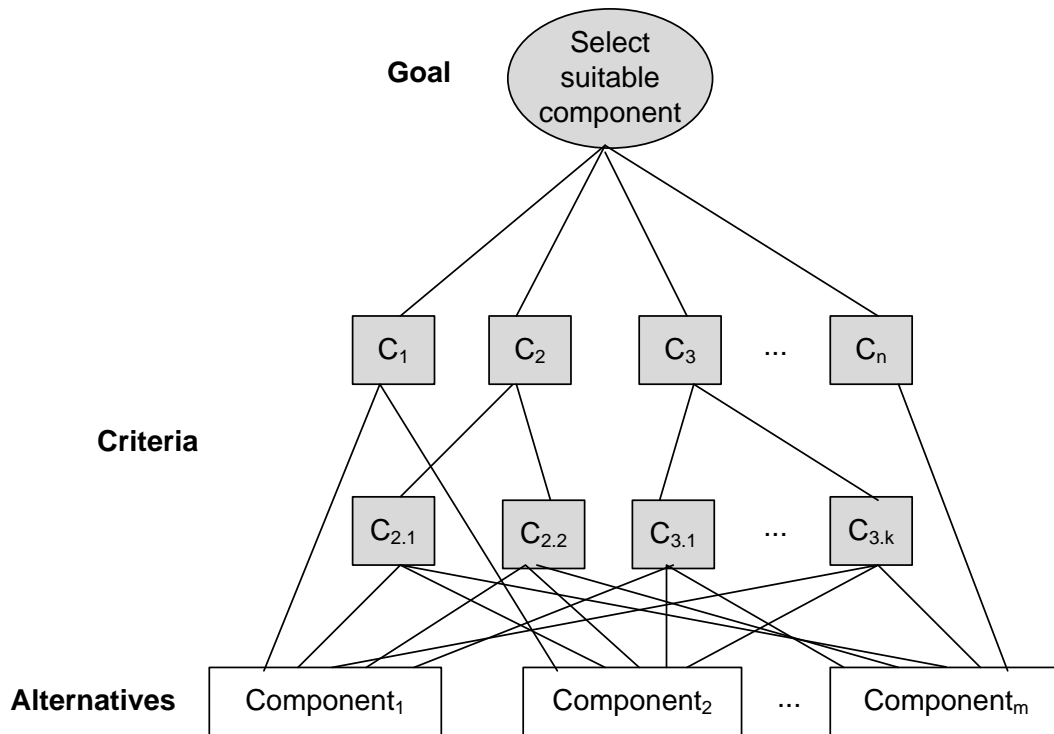 Goal
Select
suitable
component
C₁ C₂ C₃ ... Cₙ
Criteria
C₂.₁ C₂.₂ C₃.₁ ... C₃.ₖ
Alternatives Component₁ Component₂ ... Componentₘ